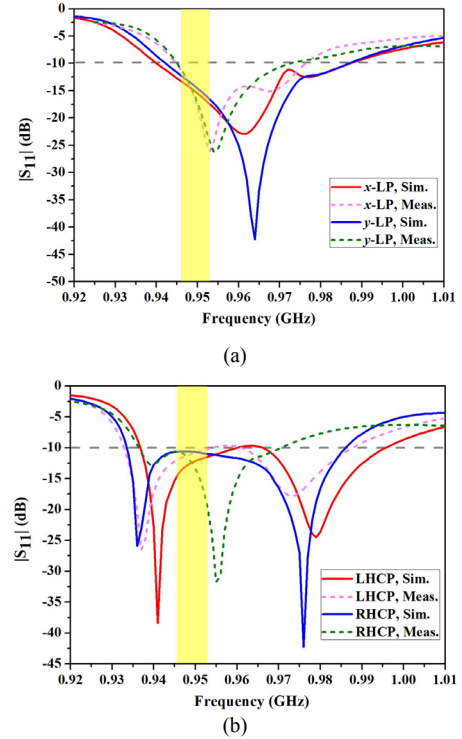 0
-5
-10
-15
-20
-25
-30
-35
-40
-45
-50
|S11| (dB)
x-LP, Sim.
x-LP, Meas.
y-LP, Sim.
y-LP, Meas.
0.92 0.93 0.94 0.95 0.96 0.97 0.98 0.99 1.00 1.01
Frequency (GHz)
(a)
0
-5
-10
-15
-20
-25
-30
-35
-40
-45
|S11| (dB)
LHCP, Sim.
LHCP, Meas.
RHCP, Sim.
RHCP, Meas.
0.92 0.93 0.94 0.95 0.96 0.97 0.98 0.99 1.00 1.01
Frequency (GHz)
(b)